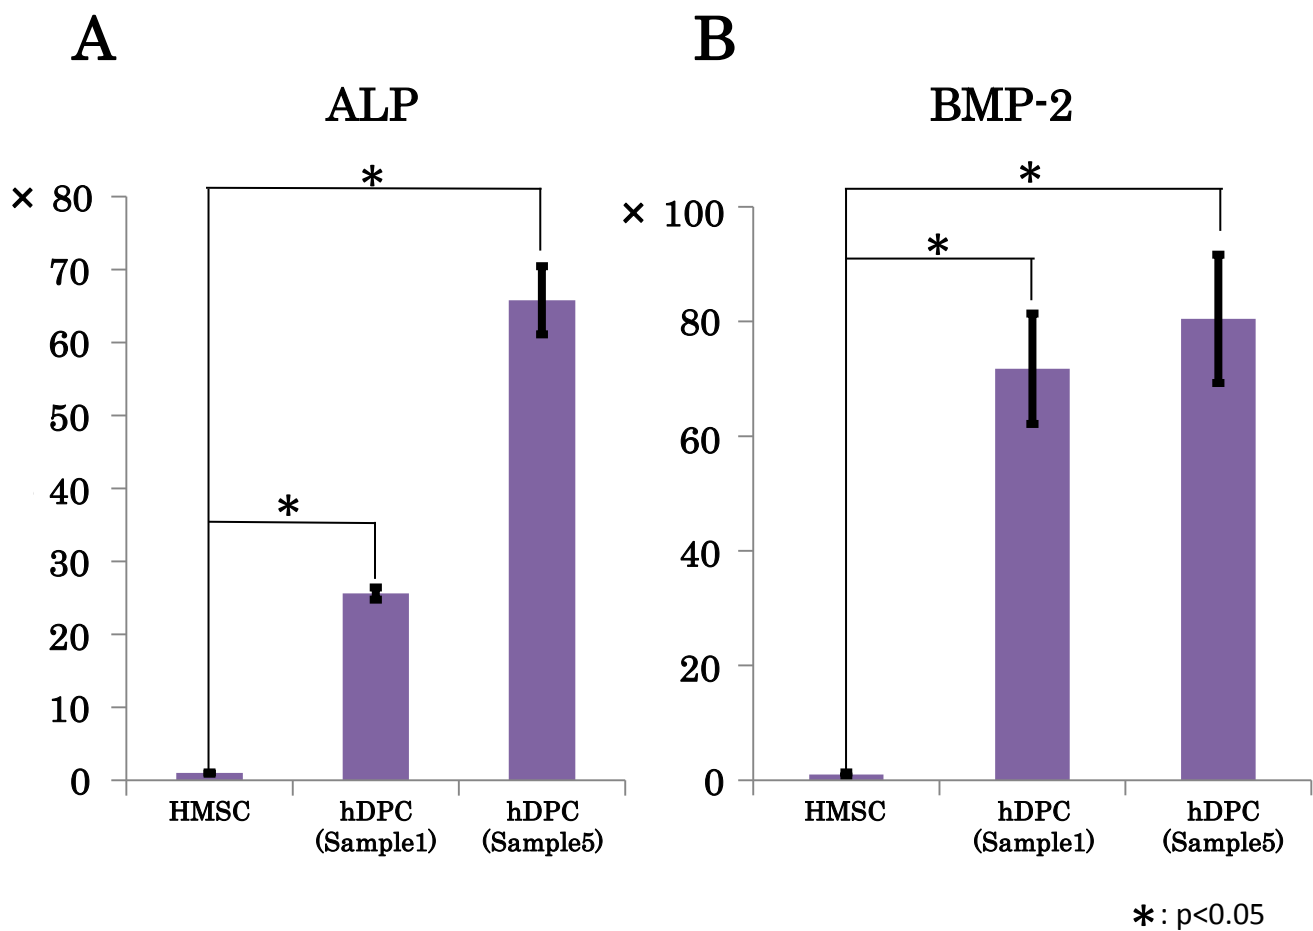 A
ALP
*
× 80
70
60
50
40
*
30
20
10
0
HMSC
hDPC
(Sample1)
hDPC
(Sample5)
B
BMP-2
*
× 100
*
80
60
40
20
0
HMSC
hDPC
(Sample1)
hDPC
(Sample5)
*: p<0.05